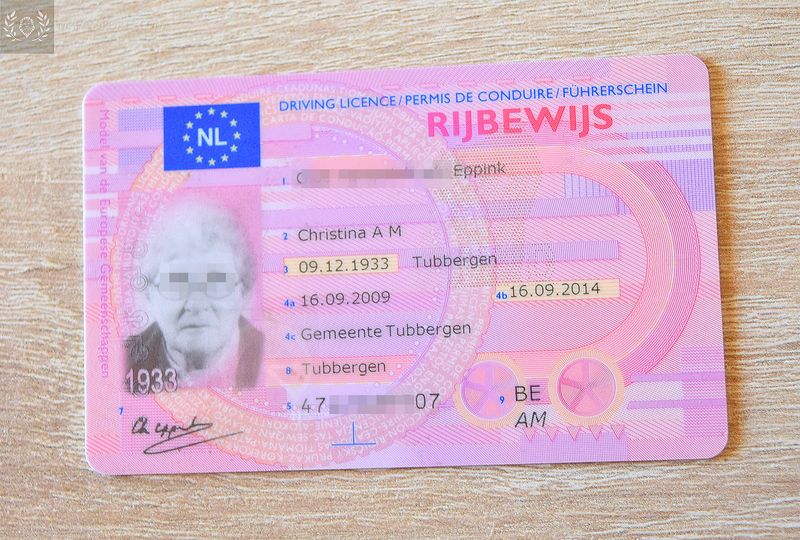 DRIVING LICENCE/PERMIS DE CONDUIRE/FÜHRERSCHEIN
RIJBEWIJS
NL
Model van de Europese Gemeenschappen
1 Eppink
2 Christina A M
3 09.12.1933 Tubbergen
4a 16.09.2009
4b 16.09.2014
4c Gemeente Tubbergen
8 Tubbergen
5 47 07
9 BE
AM
1933
7